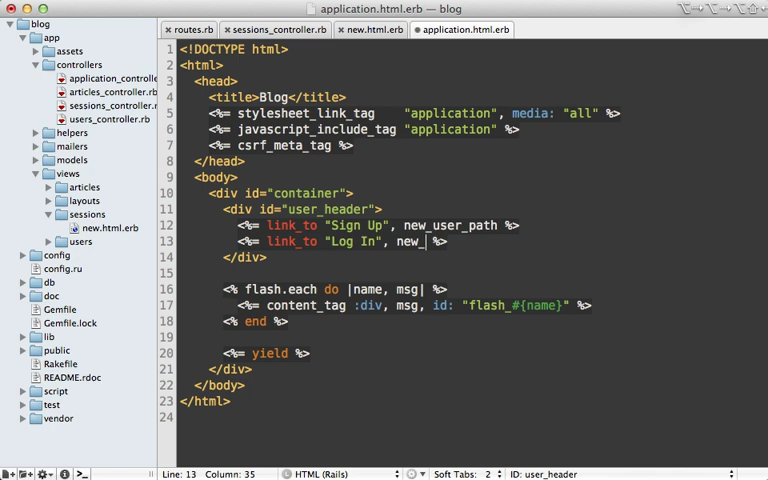 application.html.erb — blog
blog
app
assets
controllers
application_controlle
articles_controller.rb
sessions_controller.r
users_controller.rb
helpers
mailers
models
views
articles
layouts
sessions
new.html.erb
users
config
config.ru
db
doc
Gemfile
Gemfile.lock
lib
public
Rakefile
README.rdoc
script
test
vendor
routes.rb sessions_controller.rb new.html.erb application.html.erb
1 <!DOCTYPE html>
2 <html>
3 <head>
4 <title>Blog</title>
5 <%= stylesheet_link_tag "application", media: "all" %>
6 <%= javascript_include_tag "application" %>
7 <%= csrf_meta_tag %>
8 </head>
9 <body>
10 <div id="container">
11 <div id="user_header">
12 <%= link_to "Sign Up", new_user_path %>
13 <%= link_to "Log In", new_ %>
14 </div>
15
16 <% flash.each do |name, msg| %>
17 <%= content_tag :div, msg, id: "flash_#{name}" %>
18 <% end %>
19
20 <%= yield %>
21 </div>
22 </body>
23 </html>
24
Line: 13 Column: 35 HTML (Rails) Soft Tabs: 2 ID: user_header